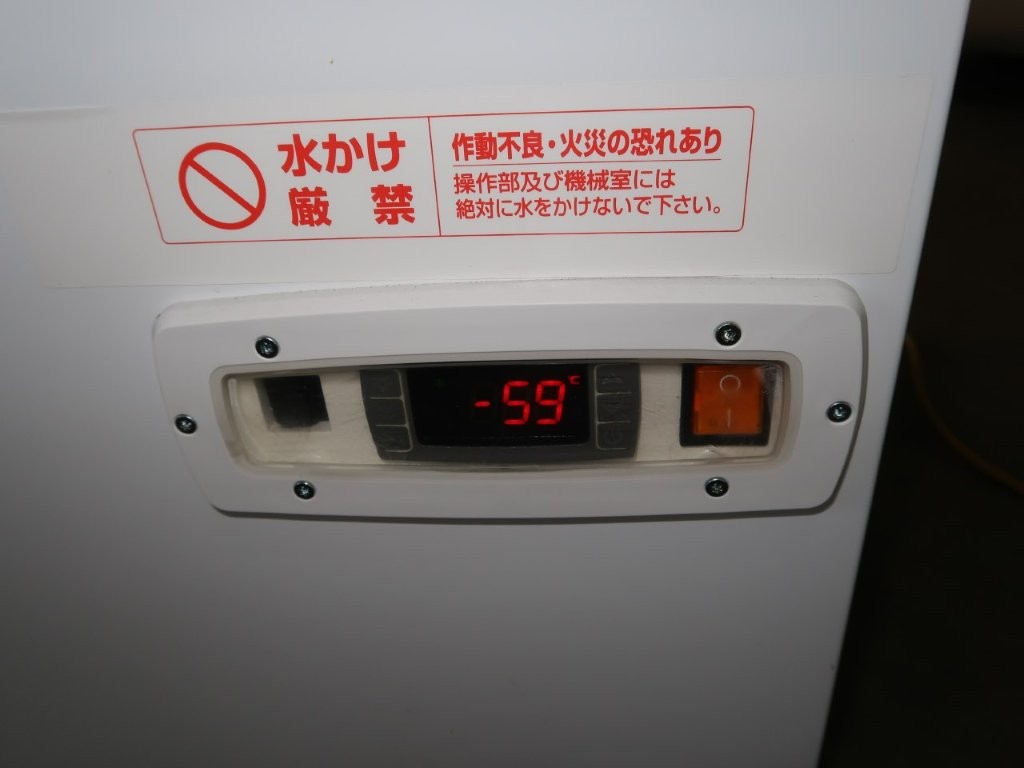 水かけ
厳禁
作動不良・火災の恐れあり
操作部及び機械室には
絶対に水をかけないで下さい。
-59℃